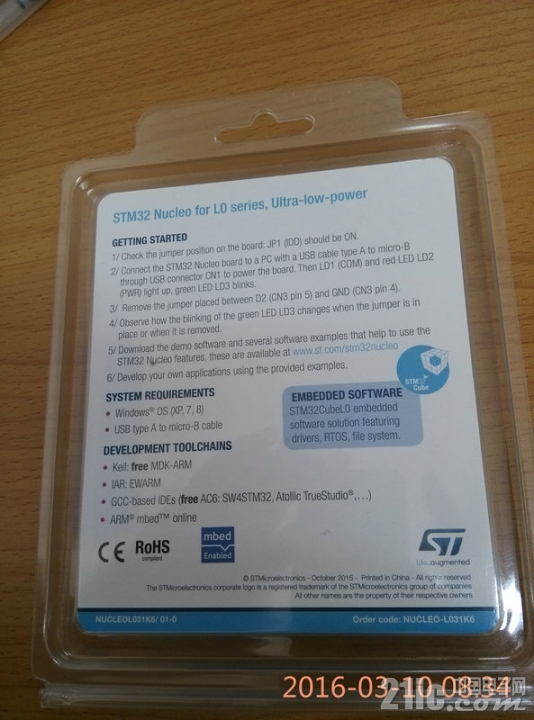 STM32 Nucleo for L0 series, Ultra-low-power
GETTING STARTED
1/ Check the jumper position on the board: JP1 (IDD) should be ON.
2/ Connect the STM32 Nucleo board to a PC with a USB cable type A to micro-B
through USB connector CN1 to power the board. Then LD1 (COM) and red LED LD2
(PWR) light up, green LED LD3 blinks.
3/ Remove the jumper placed between D2 (CN3 pin 5) and GND (CN3 pin 4).
4/ Observe how the blinking of the green LED LD3 changes when the jumper is in
place or when it is removed.
5/ Download the demo software and several software examples that help to use the
STM32 Nucleo features, these are available at www.st.com/stm32nucleo
6/ Develop your own applications using the provided examples.
STM32
Cube
SYSTEM REQUIREMENTS
• Windows® OS (XP, 7, 8)
• USB type A to micro-B cable
EMBEDDED SOFTWARE
STM32CubeL0 embedded
software solution featuring
drivers, RTOS, file system.
DEVELOPMENT TOOLCHAINS
• Keil: free MDK-ARM
• IAR: EWARM
• GCC-based IDEs (free AC6: SW4STM32, Atollic TrueStudio®,…)
• ARM® mbed™ online
CE
RoHS
compliant
mbed
Enabled
ST
life.augmented
© STMicroelectronics - October 2015 - Printed in China - All rights reserved
The STMicroelectronics corporate logo is a registered trademark of the STMicroelectronics group of companies
All other names are the property of their respective owners
NUCLEOL031K6/ 01-0
Order code: NUCLEO-L031K6
2016-03-10 08:34
21ic.com